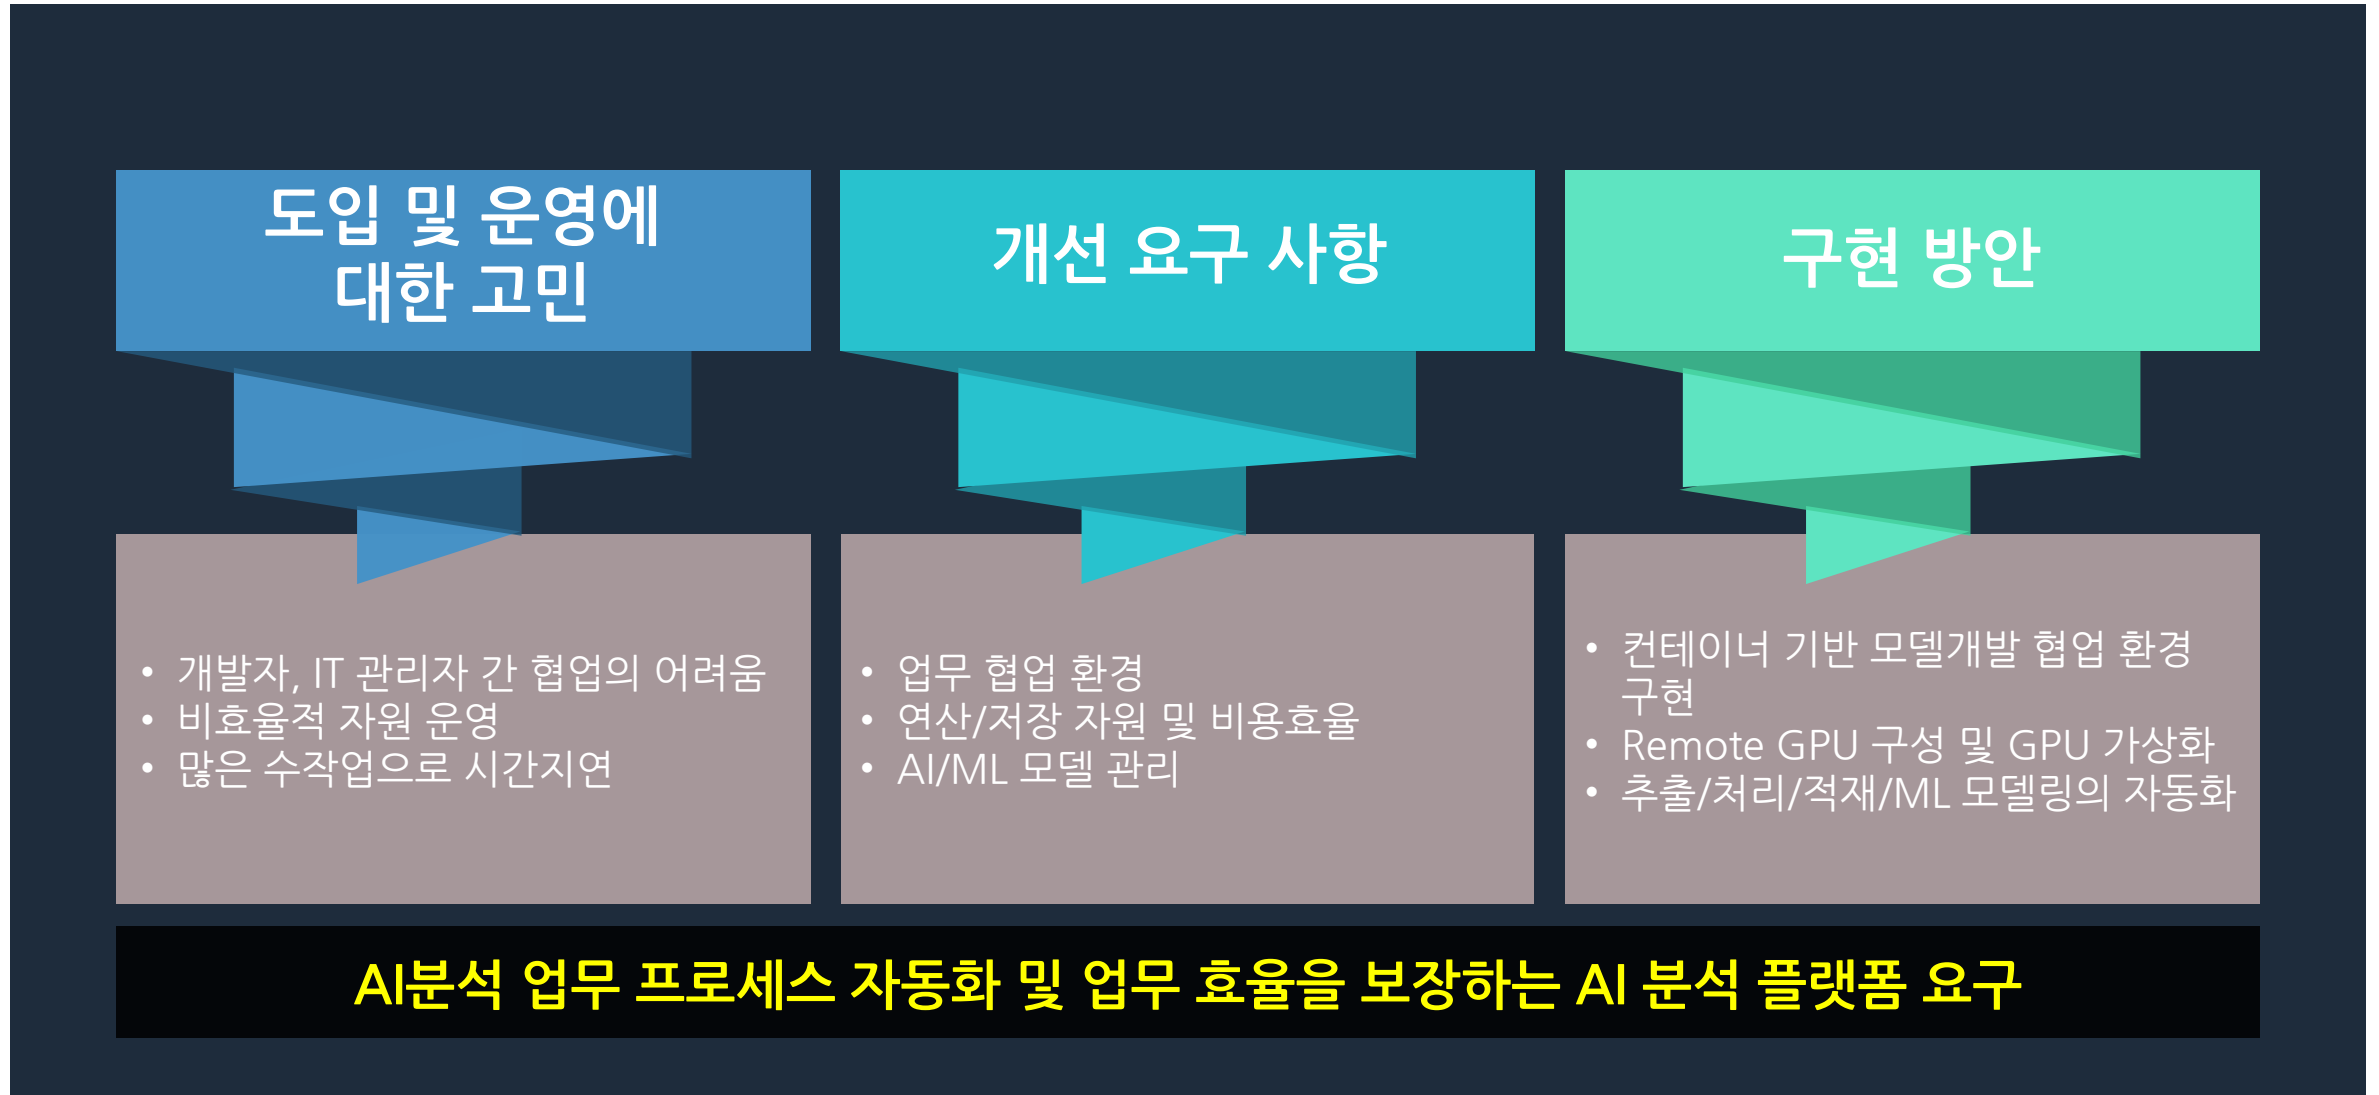 도입 및 운영에
대한 고민
개선 요구 사항
구현 방안
• 개발자, IT 관리자 간 협업의 어려움
• 비효율적 자원 운영
• 많은 수작업으로 시간지연
• 업무 협업 환경
• 연산/저장 자원 및 비용효율
• AI/ML 모델 관리
• 컨테이너 기반 모델개발 협업 환경
구현
• Remote GPU 구성 및 GPU 가상화
• 추출/처리/적재/ML 모델링의 자동화
AI분석 업무 프로세스 자동화 및 업무 효율을 보장하는 AI 분석 플랫폼 요구